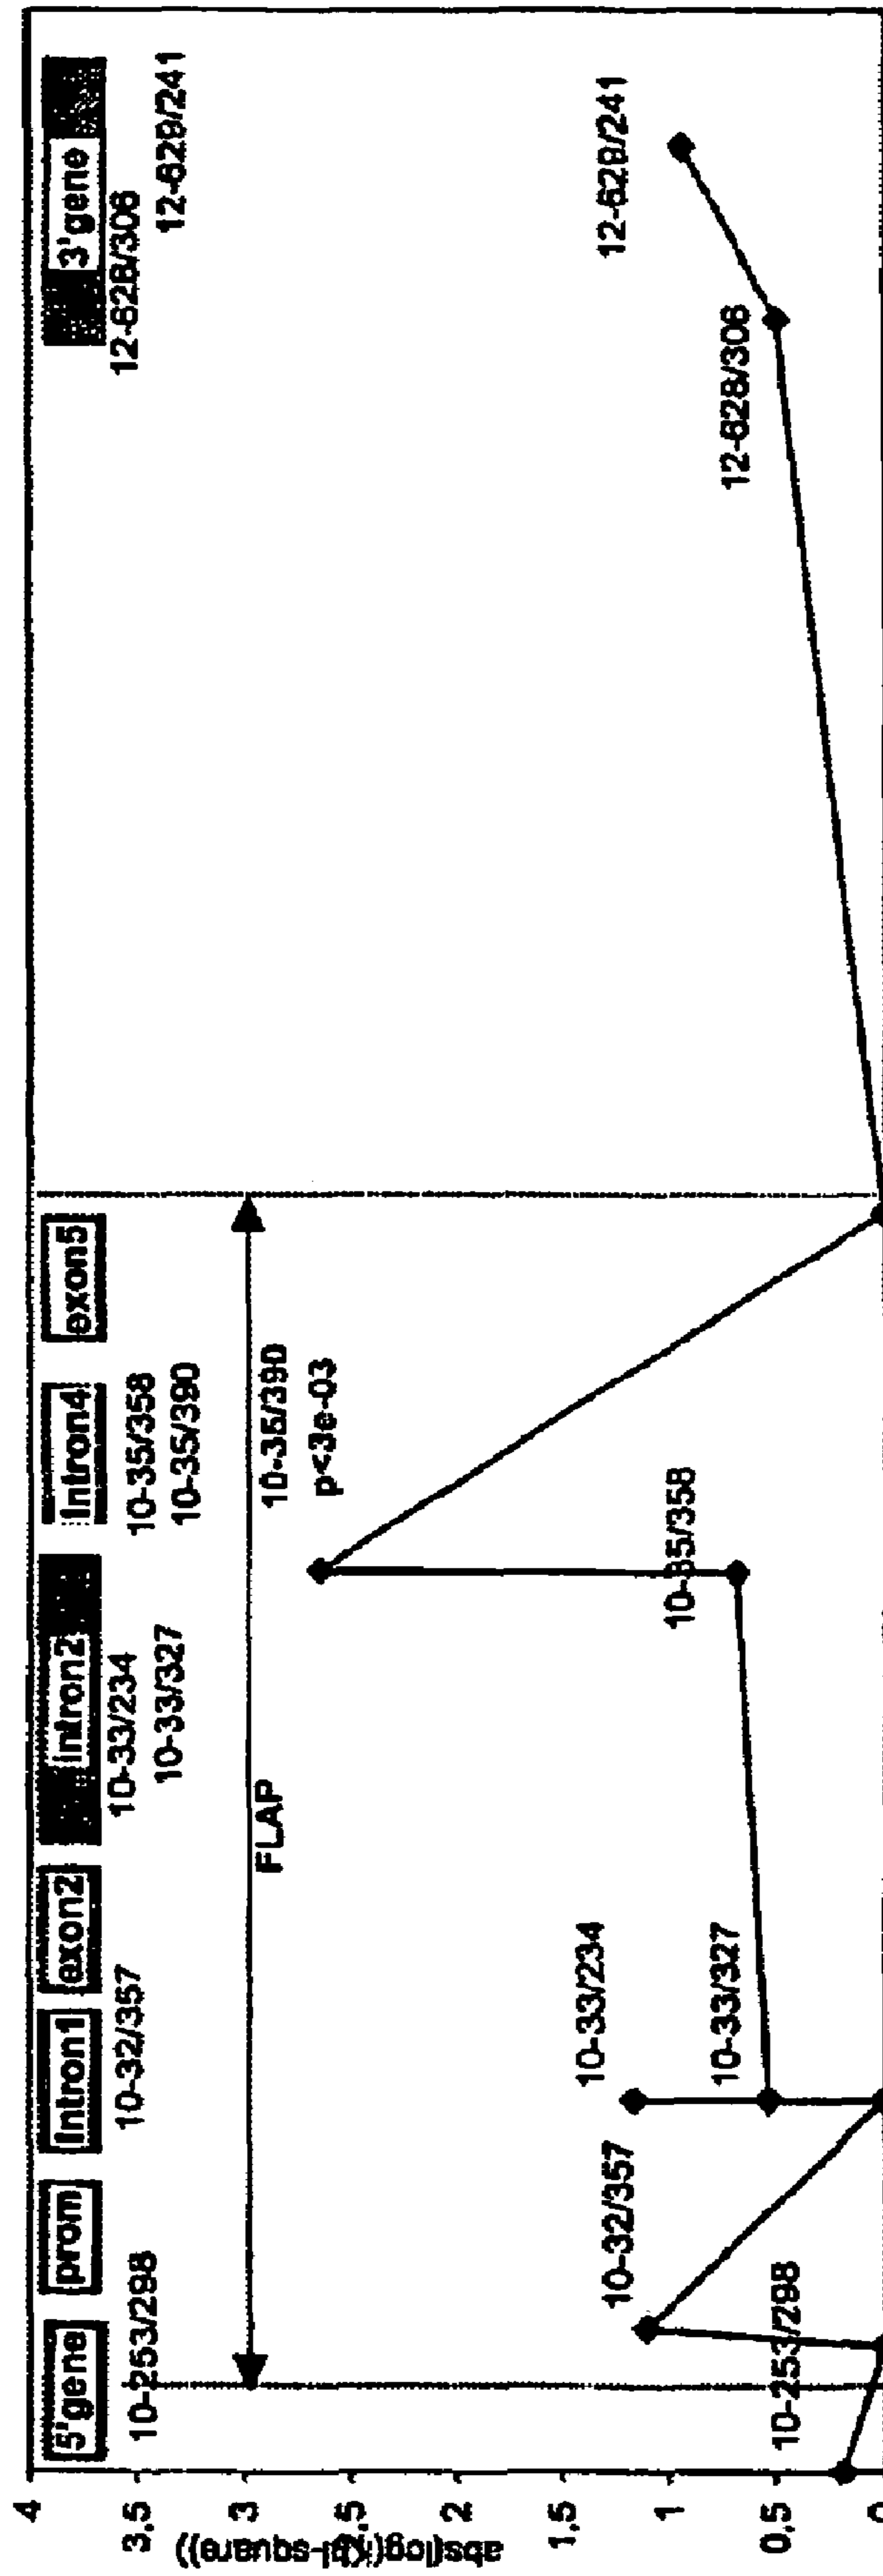 5'gene prom Intron1 exon2 intron2 Intron4 exon5 3'gene
10-253/298 10-32/357 10-33/234 10-35/358 12-628/306
10-33/327 10-35/390 12-629/241
FLAP
10-35/390
p<3e-03
10-32/357
10-33/234
12-629/241
10-253/298
10-33/327
10-35/358
12-628/306
abs(log(Khi-square))
4
3,5
3
2,5
2
1,5
1
0,5
0